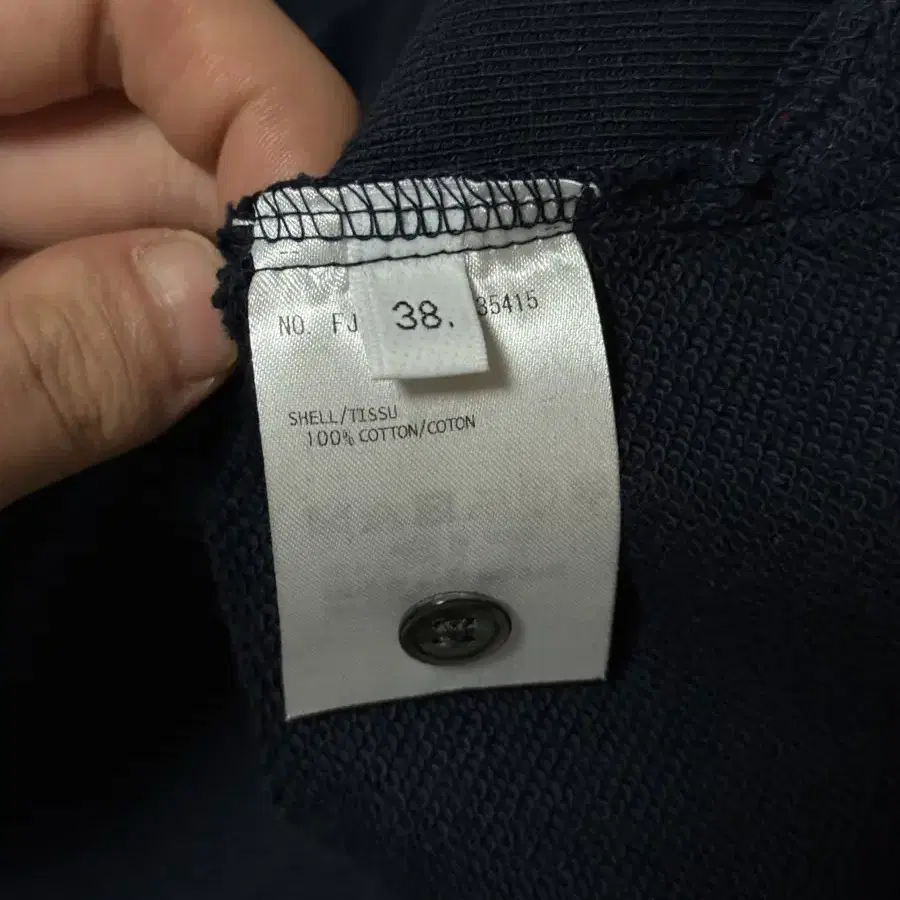 NO. FJ 38. 35415
SHELL/TISSU
100% COTTON/COTON